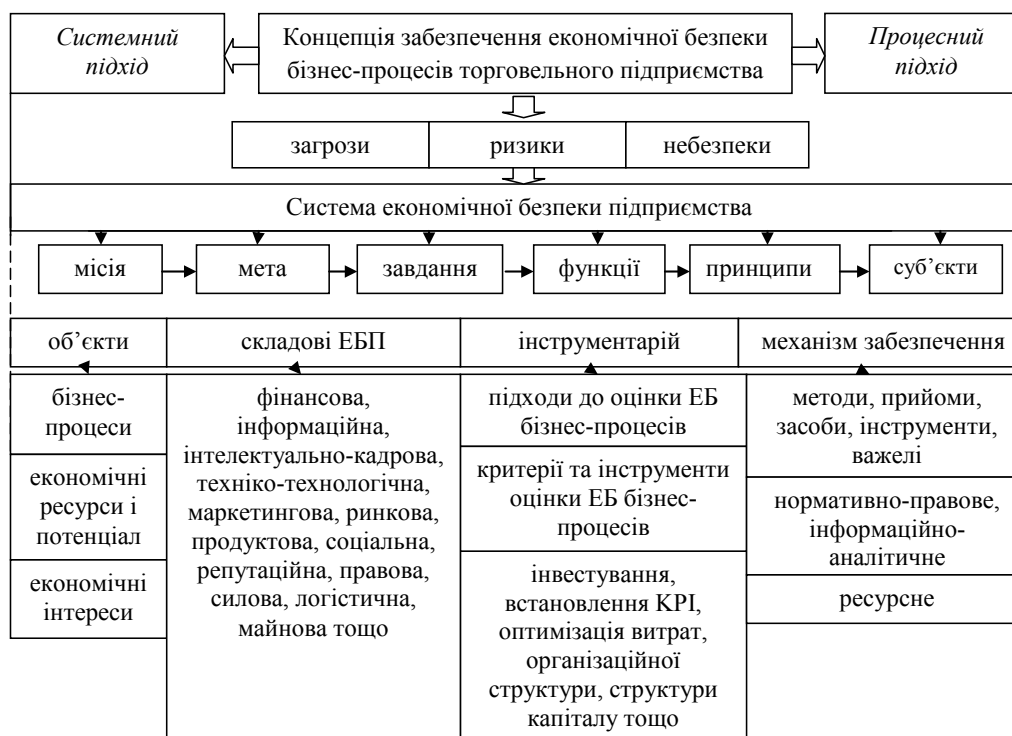 Системний
підхід
Концепція забезпечення економічної безпеки
бізнес-процесів торговельного підприємства
Процесний
підхід
загрози
ризики
небезпеки
Система економічної безпеки підприємства
місія
мета
завдання
функції
принципи
суб’єкти
об’єкти
складові ЕБП
інструментарій
механізм забезпечення
бізнес-
процеси
економічні
ресурси і
потенціал
економічні
інтереси
фінансова,
інформаційна,
інтелектуально-кадрова,
техніко-технологічна,
маркетингова, ринкова,
продуктова, соціальна,
репутаційна, правова,
силова, логістична,
майнова тощо
підходи до оцінки ЕБ
бізнес-процесів
критерії та інструменти
оцінки ЕБ бізнес-
процесів
інвестування,
встановлення KPI,
оптимізація витрат,
організаційної
структури, структури
капіталу тощо
методи, прийоми,
засоби, інструменти,
важелі
нормативно-правове,
інформаційно-
аналітичне
ресурсне